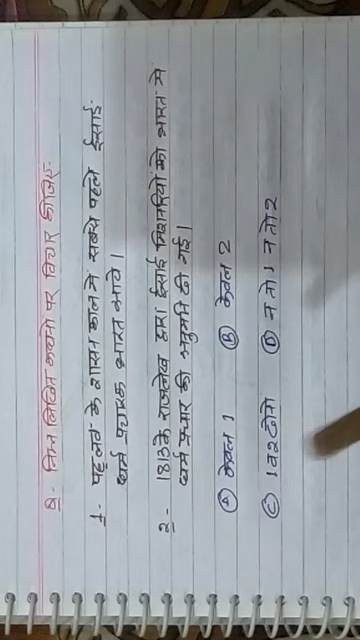 Q- निम्न लिखित कथनो पर विचार कीजिए-
1- पहलव के शासन काल में सबसे पहले ईसाई-
धर्म प्रचारक भारत आये।
2- 1813 के राजलेख द्वारा ईसाई मिशनरियों को भारत में
धर्म प्रचार की अनुमति दी गई।
Ⓐ केवल 1 Ⓑ केवल 2
Ⓒ 1 व 2 दोनो Ⓓ न तो 1 न तो 2